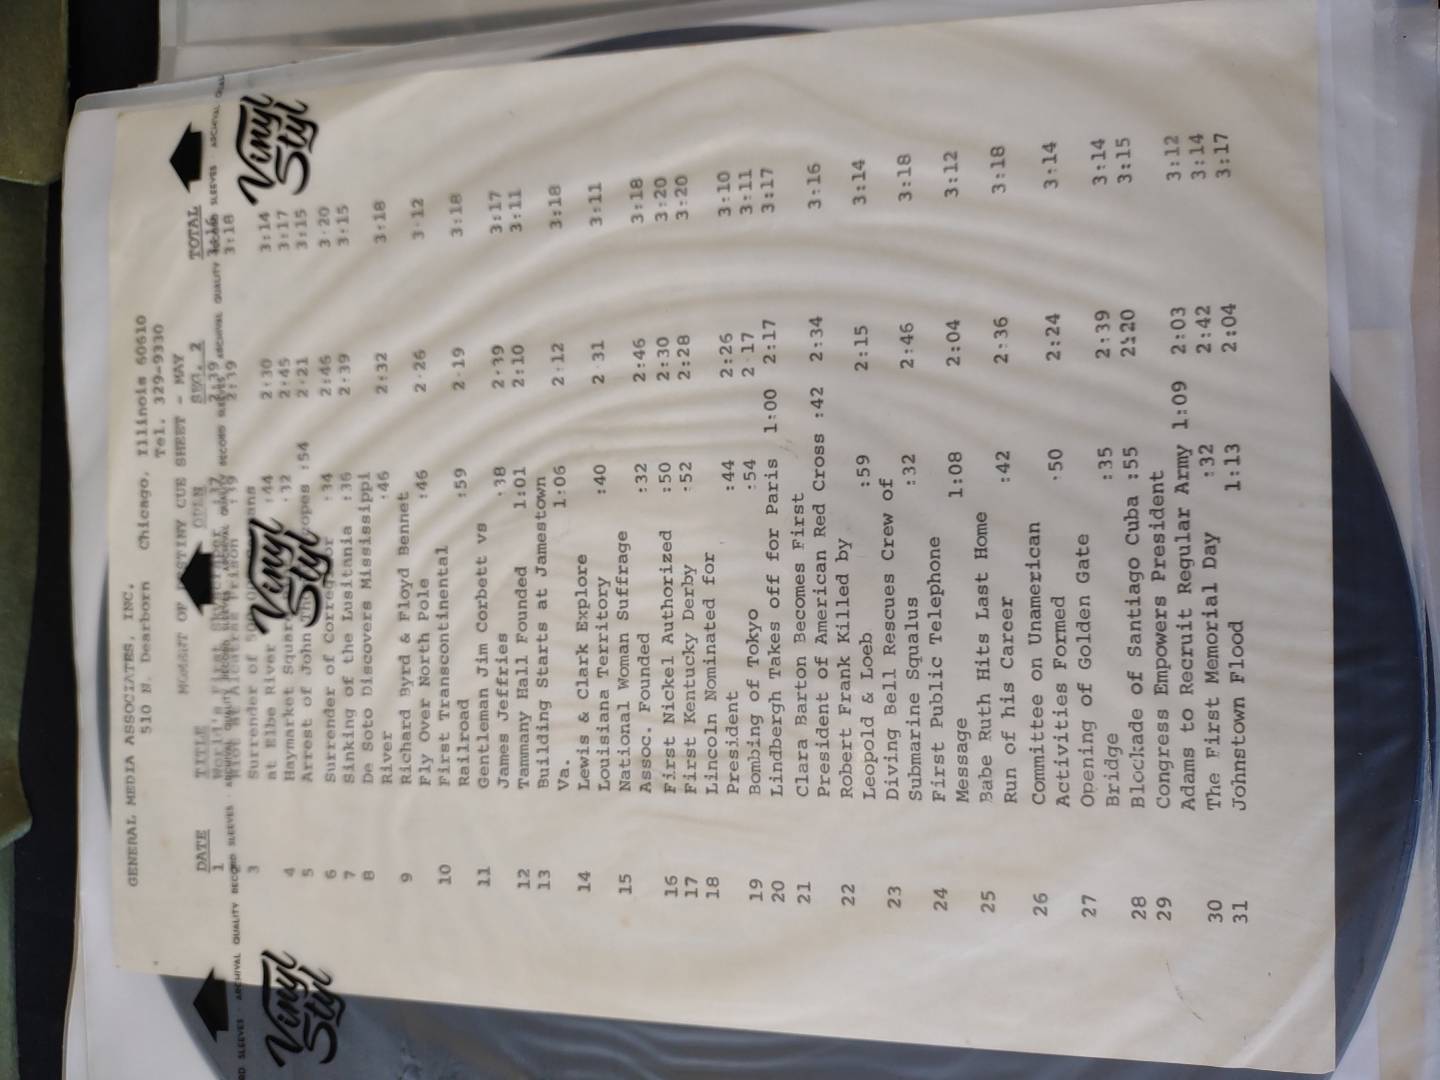 GENERAL MEDIA ASSOCIATES, INC.
510 N. Dearborn Chicago, Illinois 60610
Tel. 329-9330
MOMENT OF DESTINY CUE SHEET - MAY
DATE TITLE OPEN SEG. 2 TOTAL
1 World's First 2:39 3:16
2 Prison 2:39 3:18
3 Surrender of
at Elbe River :44 2:30 3:14
4 Haymarket Square :32 2:45 3:17
5 Arrest of John :54 2:21 3:15
6 Surrender of Corregidor :34 2:46 3:20
7 Sinking of the Lusitania :36 2:39 3:15
8 De Soto Discovers Mississippi
River :46 2:32 3:18
9 Richard Byrd & Floyd Bennet
Fly Over North Pole :46 2:26 3:12
10 First Transcontinental
Railroad :59 2:19 3:18
11 Gentleman Jim Corbett vs
James Jeffries :38 2:39 3:17
12 Tammany Hall Founded 1:01 2:10 3:11
13 Building Starts at Jamestown
Va. 1:06 2:12 3:18
14 Lewis & Clark Explore
Louisiana Territory :40 2:31 3:11
15 National Woman Suffrage
Assoc. Founded :32 2:46 3:18
16 First Nickel Authorized :50 2:30 3:20
17 First Kentucky Derby :52 2:28 3:20
18 Lincoln Nominated for
President :44 2:26 3:10
19 Bombing of Tokyo :54 2:17 3:11
20 Lindbergh Takes off for Paris 1:00 2:17 3:17
21 Clara Barton Becomes First
President of American Red Cross :42 2:34 3:16
22 Robert Frank Killed by
Leopold & Loeb :59 2:15 3:14
23 Diving Bell Rescues Crew of
Submarine Squalus :32 2:46 3:18
24 First Public Telephone
Message 1:08 2:04 3:12
25 Babe Ruth Hits Last Home
Run of his Career :42 2:36 3:18
26 Committee on Unamerican
Activities Formed :50 2:24 3:14
27 Opening of Golden Gate
Bridge :35 2:39 3:14
28 Blockade of Santiago Cuba :55 2:20 3:15
29 Congress Empowers President
Adams to Recruit Regular Army 1:09 2:03 3:12
30 The First Memorial Day :32 2:42 3:14
31 Johnstown Flood 1:13 2:04 3:17
Vinyl
Styl
Vinyl
Styl
Vinyl
Styl
ARCHIVAL QUALITY RECORD SLEEVES